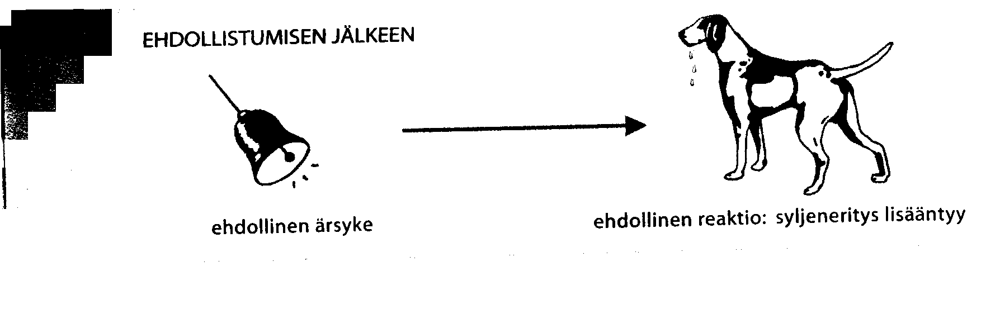 EHDOLLISTUMISEN JÄLKEEN
ehdollinen ärsyke
ehdollinen reaktio: syljeneritys lisääntyy